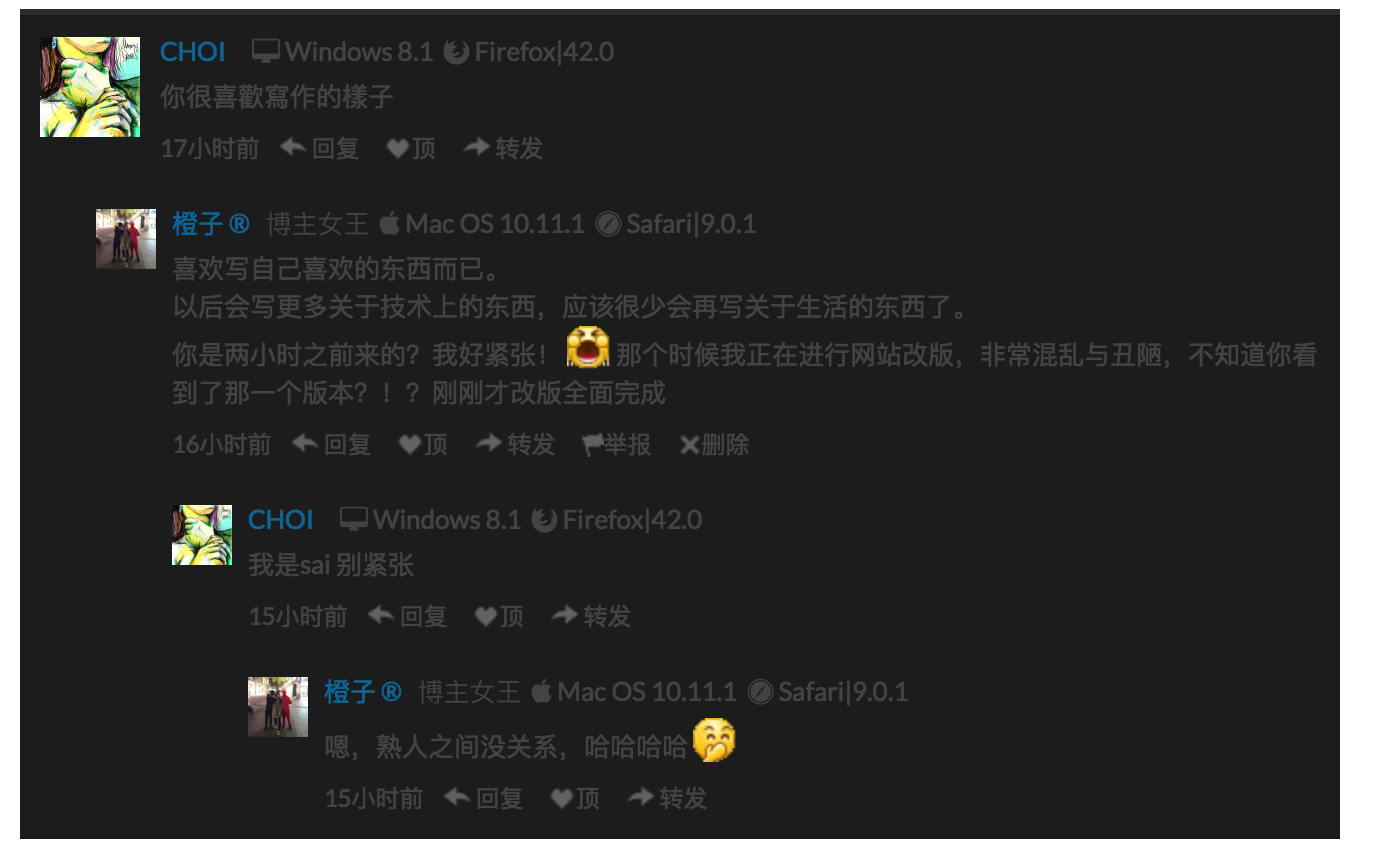 CHOI Windows 8.1 Firefox|42.0
你很喜歡寫作的樣子
17小时前 回复 顶 转发
橙子 ® 博主女王 Mac OS 10.11.1 Safari|9.0.1
喜欢写自己喜欢的东西而已。
以后会写更多关于技术上的东西，应该很少会再写关于生活的东西了。
你是两小时之前来的？我好紧张！ 那个时候我正在进行网站改版，非常混乱与丑陋，不知道你看
到了那一个版本？！？刚刚才改版全面完成
16小时前 回复 顶 转发 举报 删除
CHOI Windows 8.1 Firefox|42.0
我是sai 别紧张
15小时前 回复 顶 转发
橙子 ® 博主女王 Mac OS 10.11.1 Safari|9.0.1
嗯，熟人之间没关系，哈哈哈哈
15小时前 回复 顶 转发